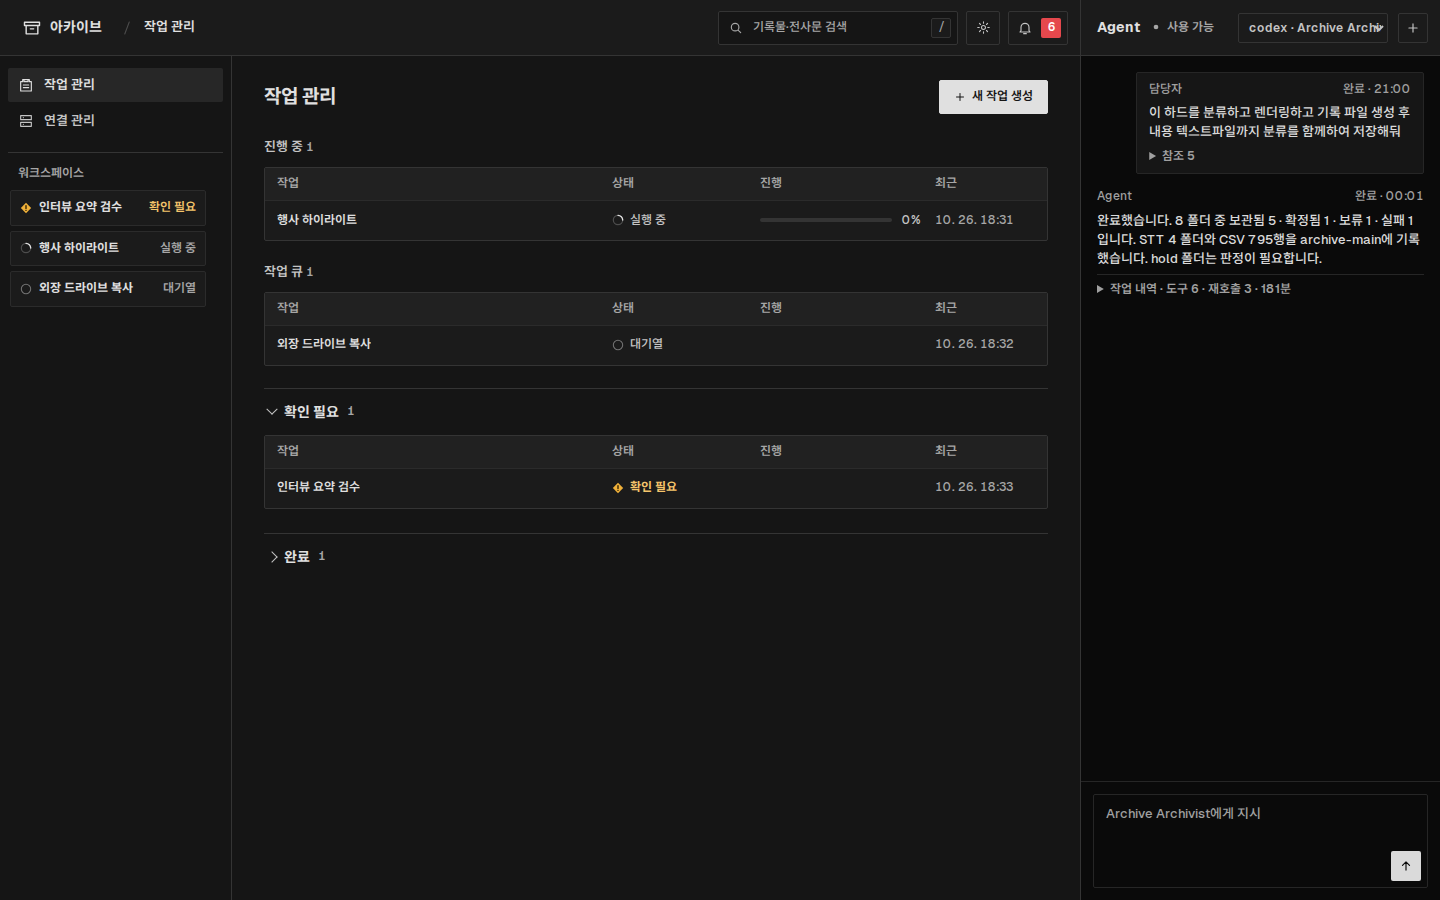 아카이브 / 작업 관리
기록물·전사문 검색 /
6
Agent • 사용 가능
codex · Archive Archi
+
작업 관리
연결 관리
워크스페이스
인터뷰 요약 검수 확인 필요
행사 하이라이트 실행 중
외장 드라이브 복사 대기열
작업 관리
+ 새 작업 생성
진행 중 1
작업 상태 진행 최근
행사 하이라이트 실행 중 0% 10. 26. 18:31
작업 큐 1
작업 상태 진행 최근
외장 드라이브 복사 대기열 10. 26. 18:32
확인 필요 1
작업 상태 진행 최근
인터뷰 요약 검수 확인 필요 10. 26. 18:33
완료 1
담당자 완료 · 21:00
이 하드를 분류하고 렌더링하고 기록 파일 생성 후
내용 텍스트파일까지 분류를 함께하여 저장해둬
참조 5
Agent 완료 · 00:01
완료했습니다. 8 폴더 중 보관됨 5 · 확정됨 1 · 보류 1 · 실패 1
입니다. STT 4 폴더와 CSV 795행을 archive-main에 기록
했습니다. hold 폴더는 판정이 필요합니다.
작업 내역 · 도구 6 · 재호출 3 · 181분
Archive Archivist에게 지시